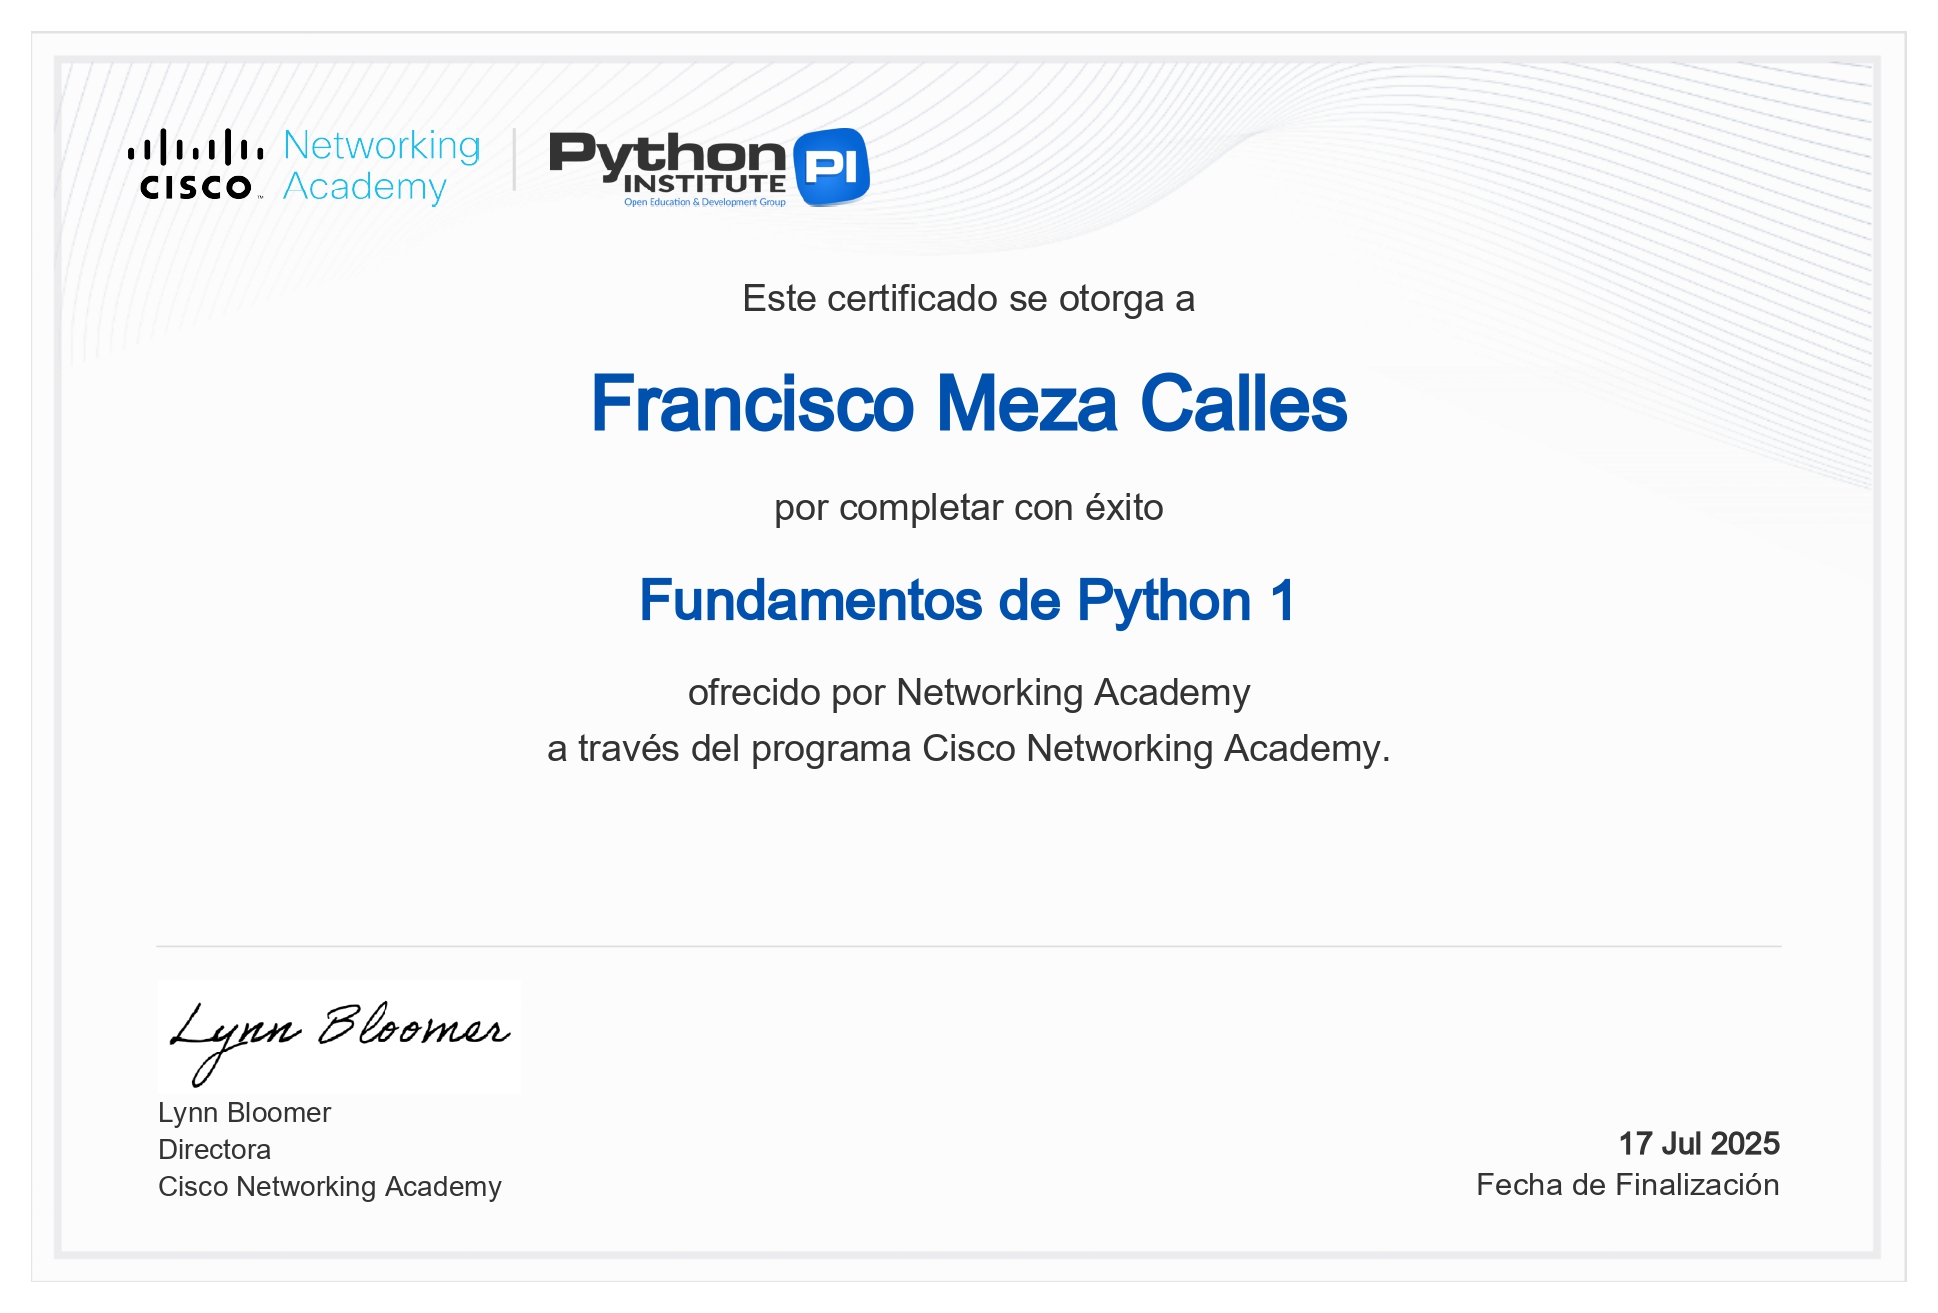 CISCO™ Networking Academy
Python INSTITUTE PI
Open Education & Development Group
Este certificado se otorga a
Francisco Meza Calles
por completar con éxito
Fundamentos de Python 1
ofrecido por Networking Academy
a través del programa Cisco Networking Academy.
Lynn Bloomer
Lynn Bloomer
Directora
Cisco Networking Academy
17 Jul 2025
Fecha de Finalización